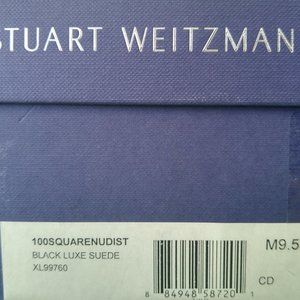 STUART WEITZMAN
100SQUARENUDIST
BLACK LUXE SUEDE
XL99760
M9.5
8 84948 58720 1
CD